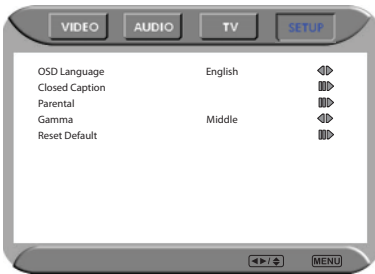 VIDEO AUDIO TV SETUP
OSD Language English
Closed Caption
Parental
Gamma Middle
Reset Default
MENU